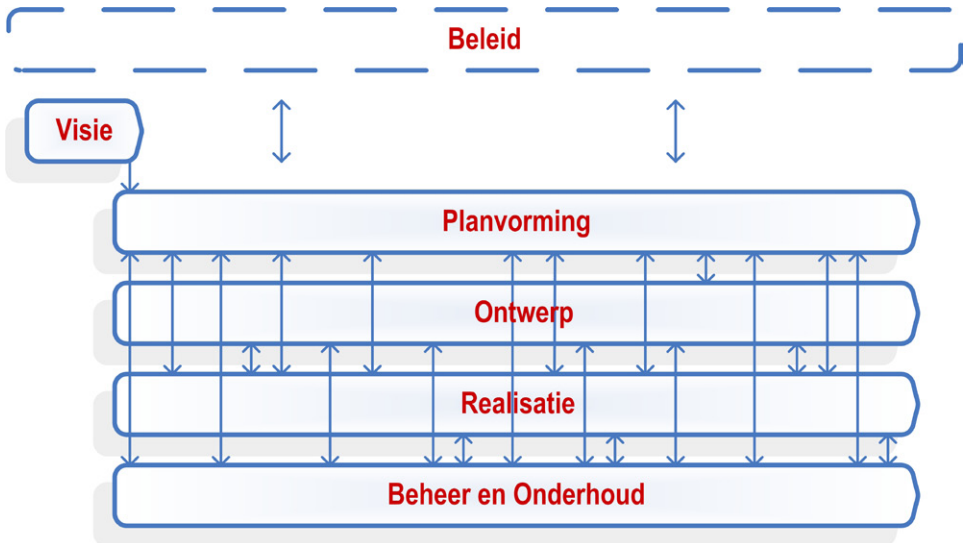 Beleid
Visie
Planvorming
Ontwerp
Realisatie
Beheer en Onderhoud